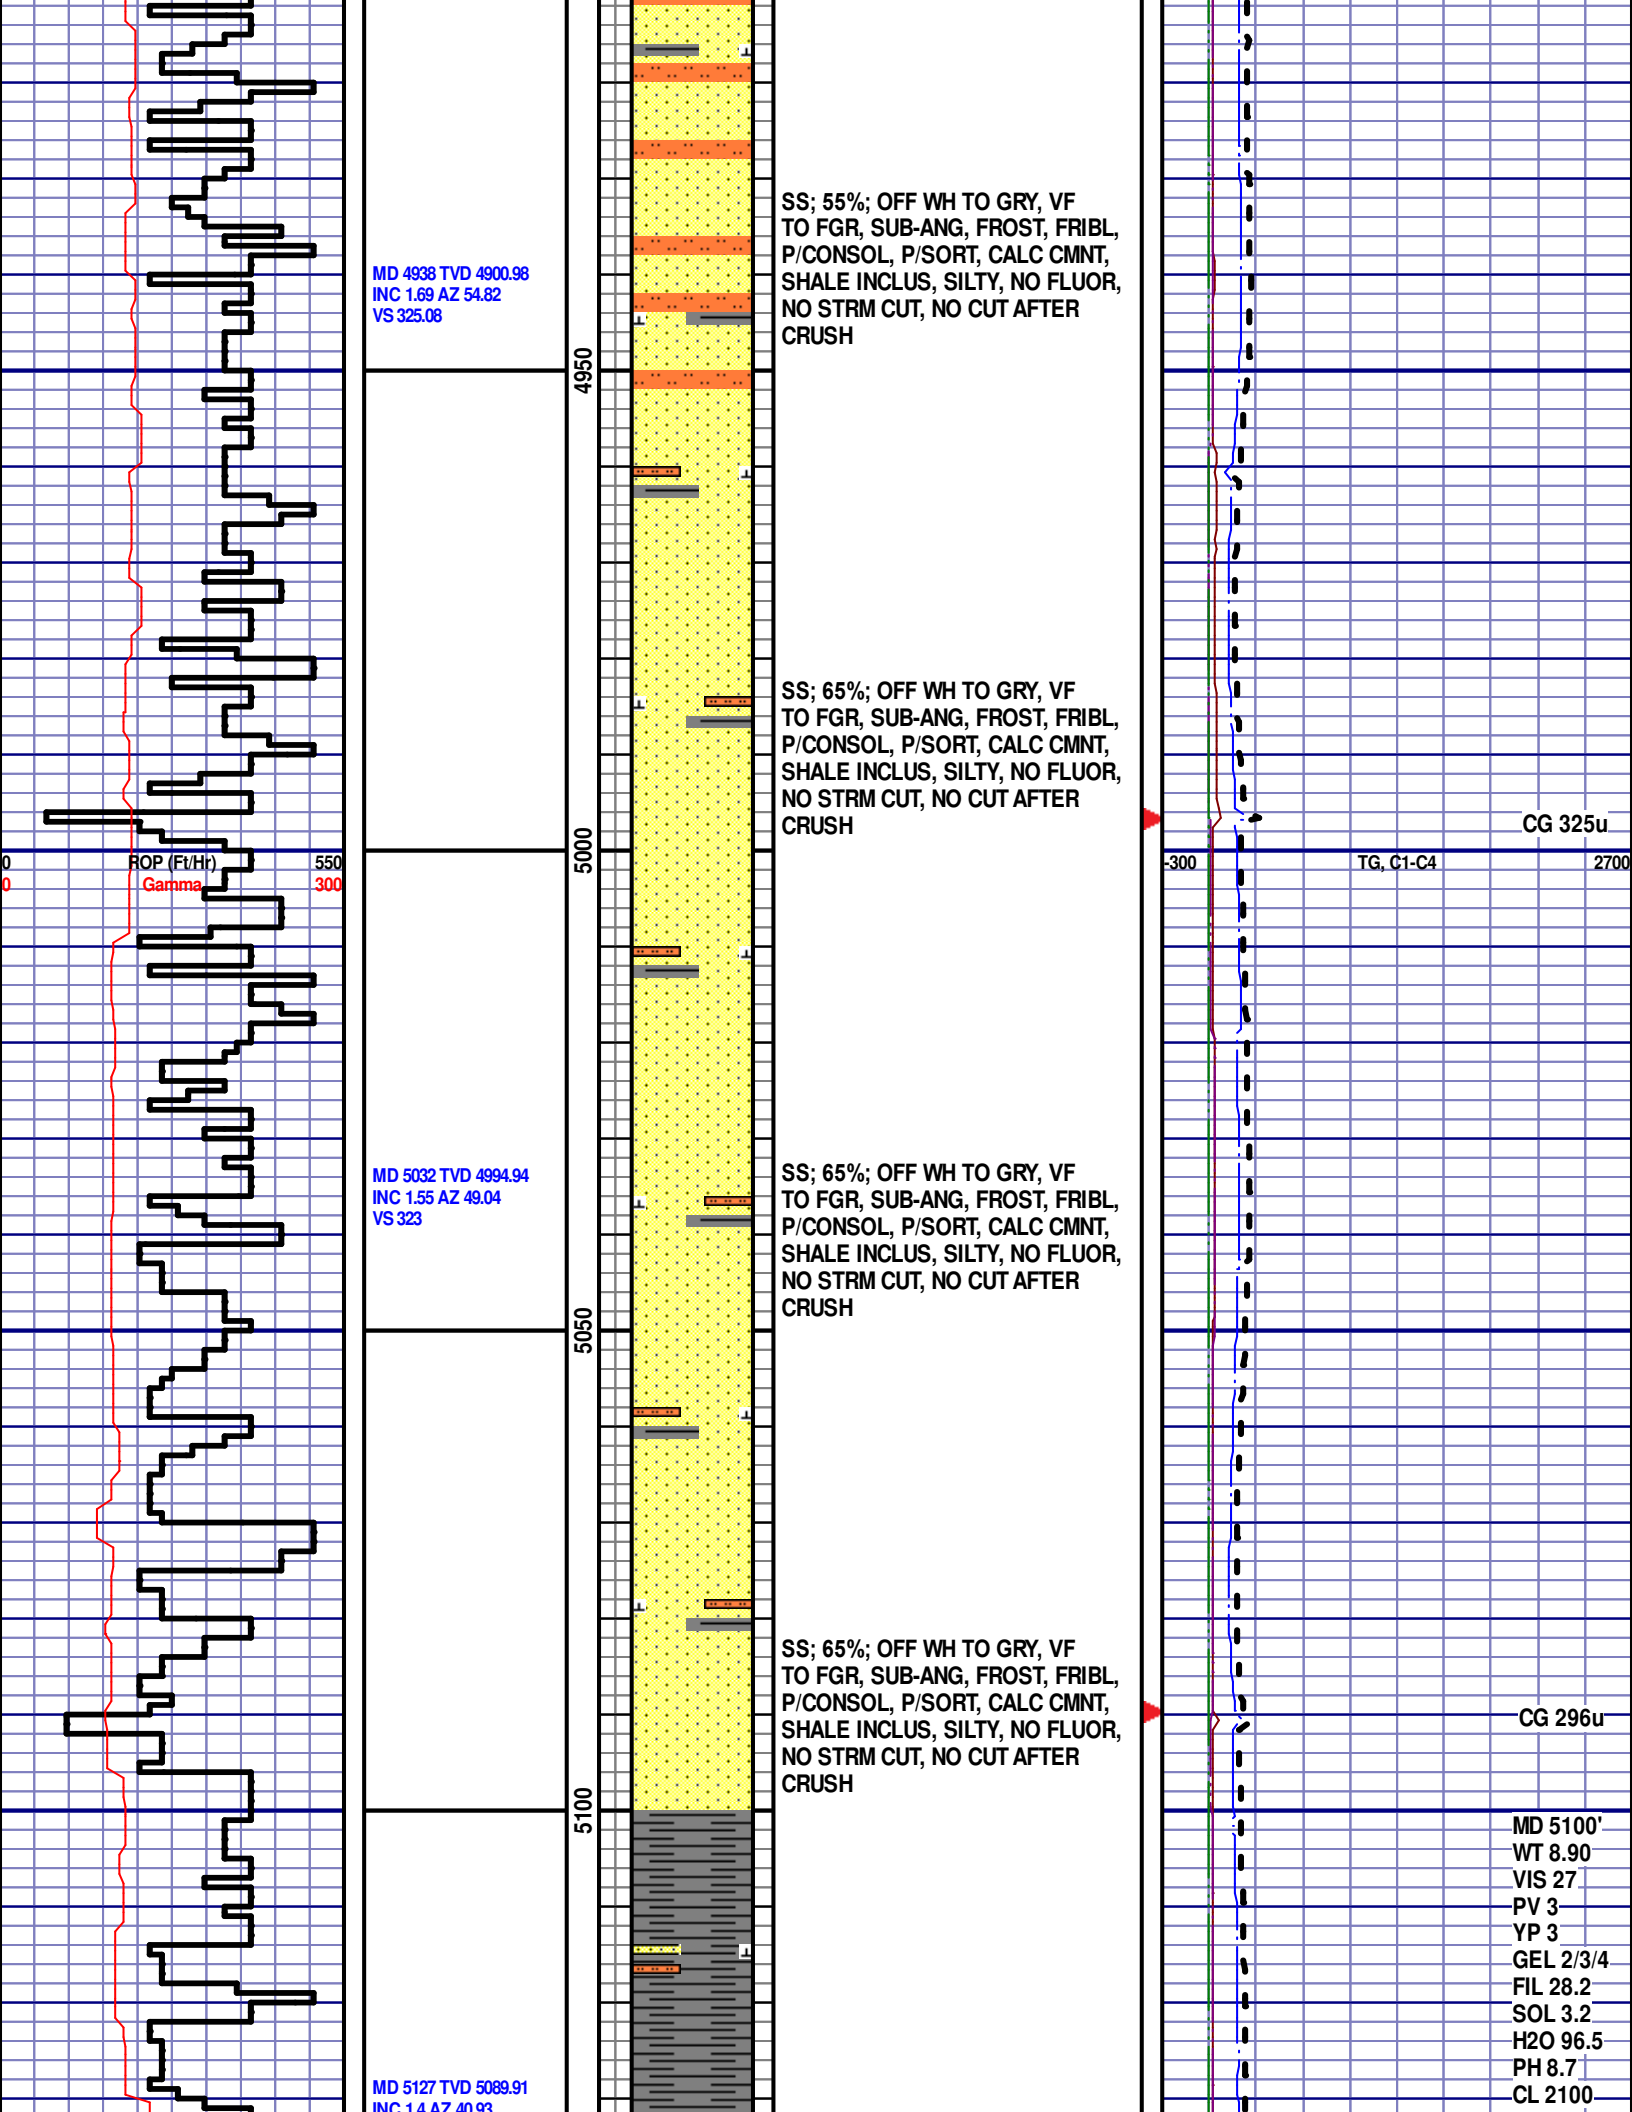 SS; 55%; OFF WH TO GRY, VF
TO FGR, SUB-ANG, FROST, FRIBL,
P/CONSOL, P/SORT, CALC CMNT,
SHALE INCLUS, SILTY, NO FLUOR,
NO STRM CUT, NO CUT AFTER
CRUSH
MD 4938 TVD 4900.98
INC 1.69 AZ 54.82
VS 325.08
4950
SS; 65%; OFF WH TO GRY, VF
TO FGR, SUB-ANG, FROST, FRIBL,
P/CONSOL, P/SORT, CALC CMNT,
SHALE INCLUS, SILTY, NO FLUOR,
NO STRM CUT, NO CUT AFTER
CRUSH
CG 325u
5000
0 ROP (Ft/Hr) 550
0 Gamma 300
-300 TG, C1-C4 2700
MD 5032 TVD 4994.94
INC 1.55 AZ 49.04
VS 323
SS; 65%; OFF WH TO GRY, VF
TO FGR, SUB-ANG, FROST, FRIBL,
P/CONSOL, P/SORT, CALC CMNT,
SHALE INCLUS, SILTY, NO FLUOR,
NO STRM CUT, NO CUT AFTER
CRUSH
5050
SS; 65%; OFF WH TO GRY, VF
TO FGR, SUB-ANG, FROST, FRIBL,
P/CONSOL, P/SORT, CALC CMNT,
SHALE INCLUS, SILTY, NO FLUOR,
NO STRM CUT, NO CUT AFTER
CRUSH
CG 296u
5100
MD 5100'
WT 8.90
VIS 27
PV 3
YP 3
GEL 2/3/4
FIL 28.2
SOL 3.2
H2O 96.5
PH 8.7
CL 2100
MD 5127 TVD 5089.91
INC 1.4 AZ 40.93